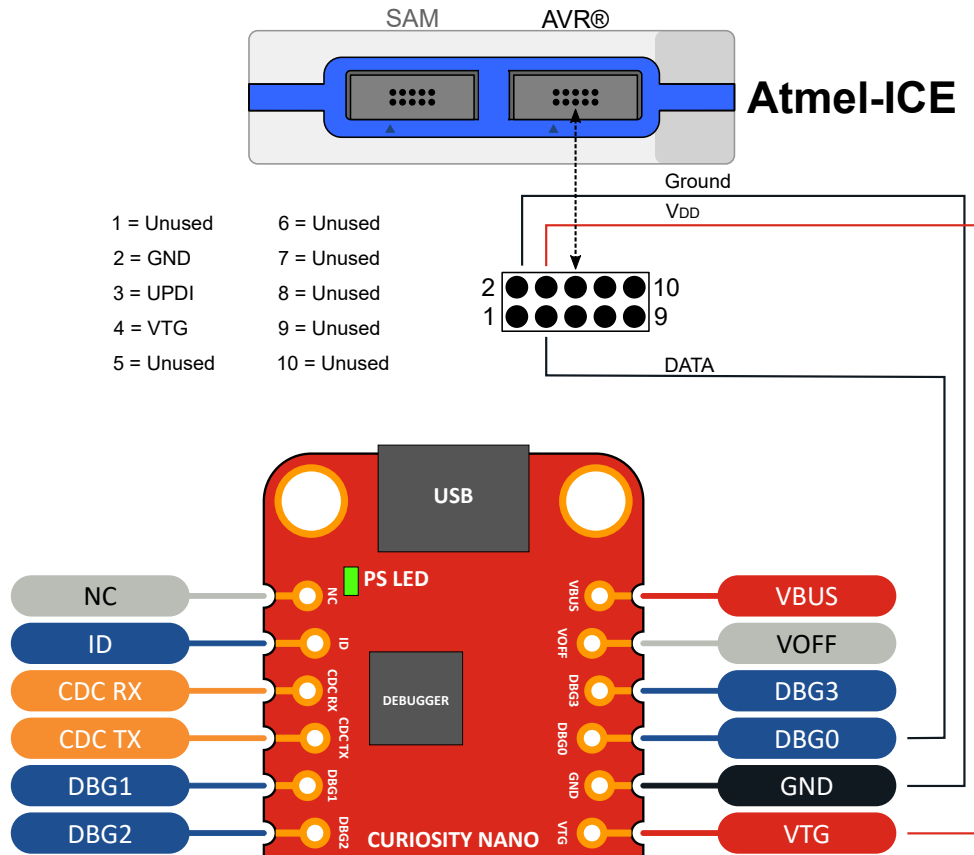 SAM AVR®
Atmel-ICE
Ground
VDD
1 = Unused 6 = Unused
2 = GND 7 = Unused
3 = UPDI 8 = Unused
4 = VTG 9 = Unused
5 = Unused 10 = Unused
2 10
1 9
DATA
USB
PS LED
NC NC VBUS VBUS
ID ID VOFF VOFF
CDC RX CDC RX DBG3 DBG3
DEBUGGER
CDC TX CDC TX DBG0 DBG0
DBG1 DBG1 GND GND
DBG2 DBG2 CURIOSITY NANO VTG VTG